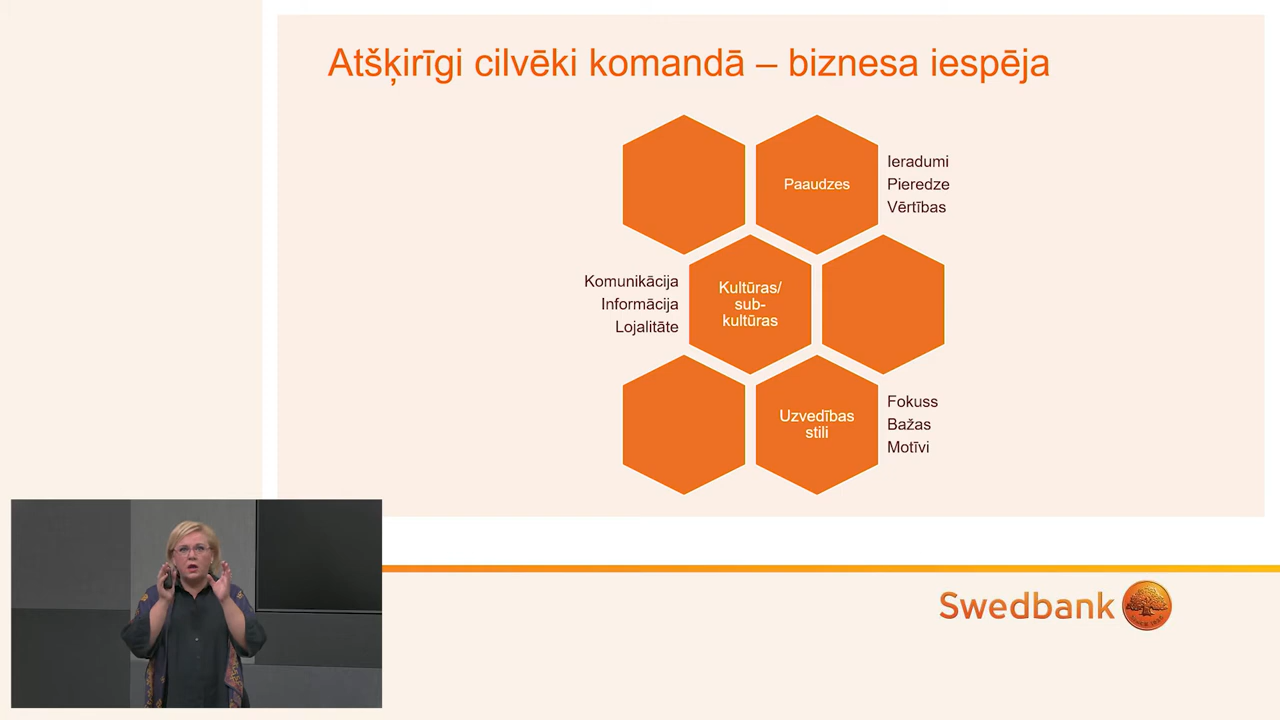 Atšķirīgi cilvēki komandā – biznesa iespēja
Paaudzes
Ieradumi
Pieredze
Vērtības
Komunikācija
Informācija
Lojalitāte
Kultūras/
sub-
kultūras
Uzvedības
stili
Fokuss
Bažas
Motīvi
Swedbank